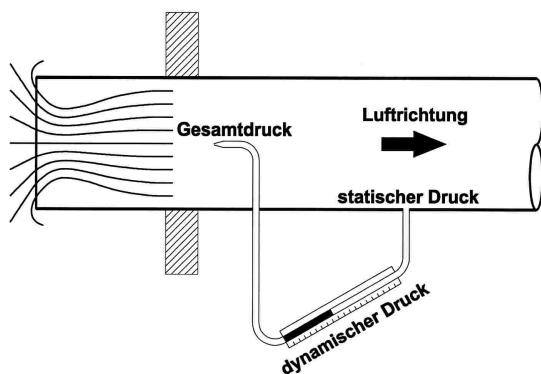 Luftrichtung
Gesamtdruck
statischer Druck
dynamischer Druck